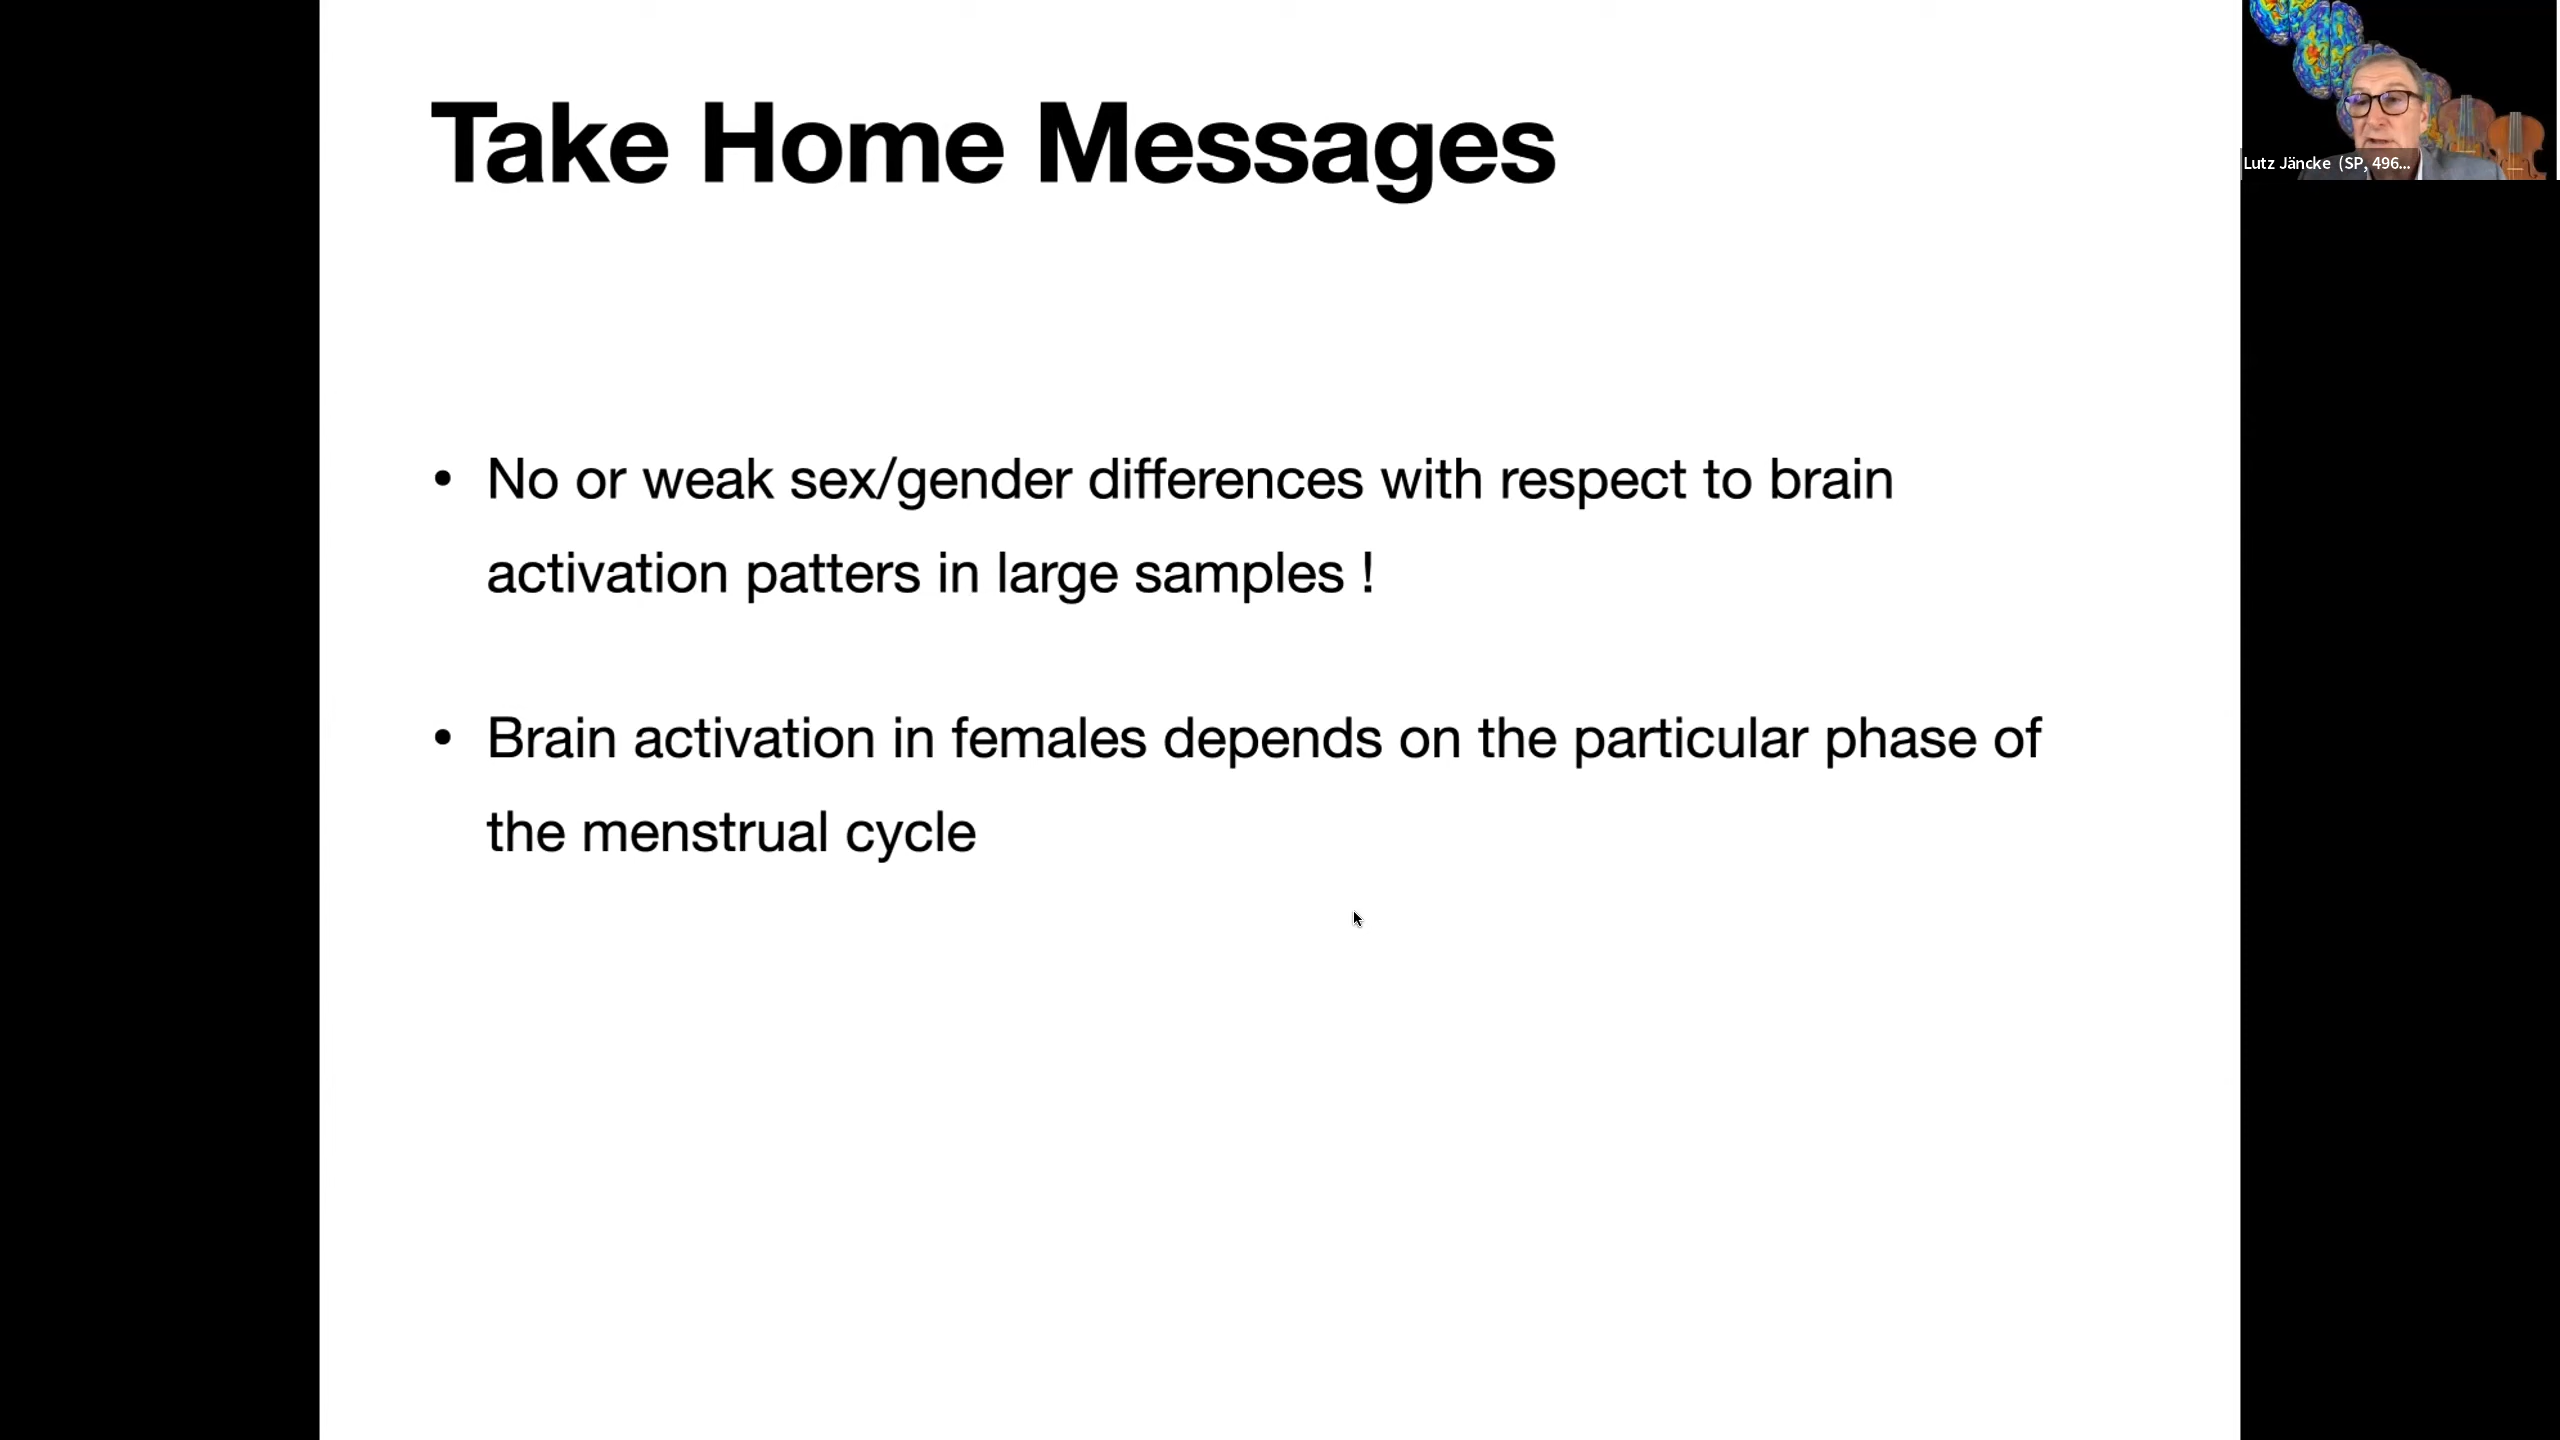 Take Home Messages
Lutz Jäncke (SP, 496...
• No or weak sex/gender differences with respect to brain
activation patters in large samples !
• Brain activation in females depends on the particular phase of
the menstrual cycle